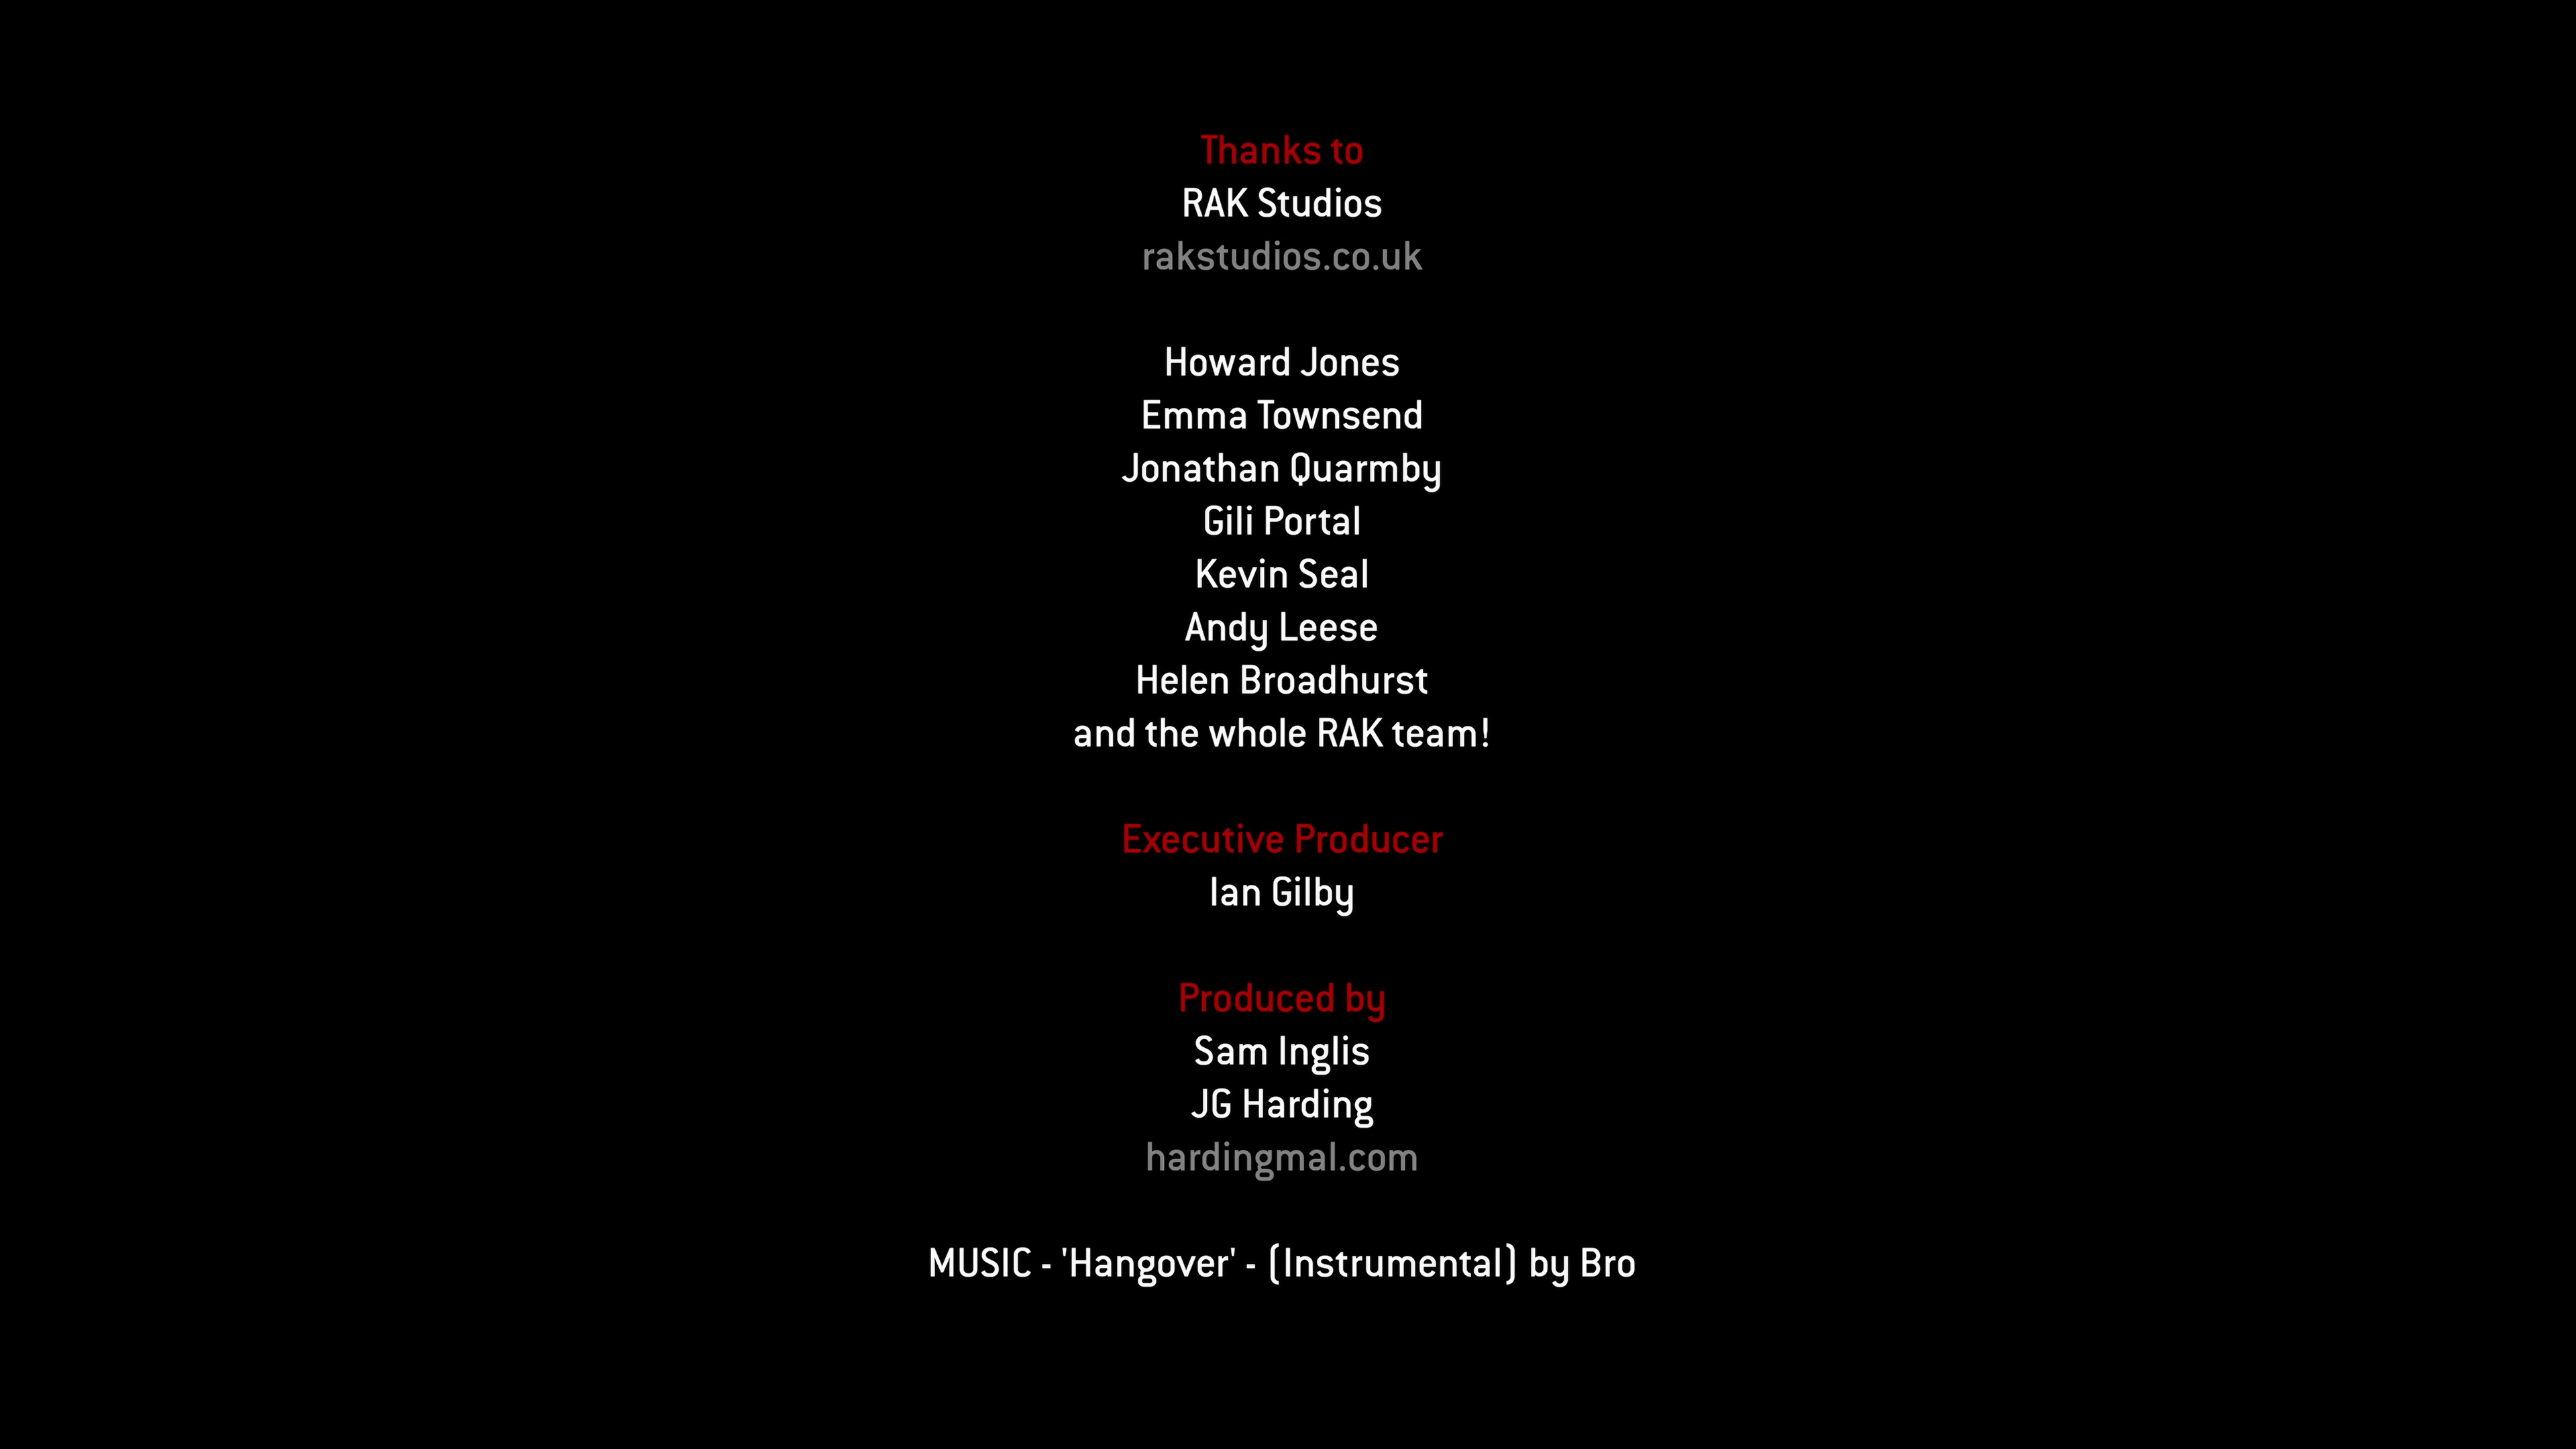 Thanks to
RAK Studios
rakstudios.co.uk
Howard Jones
Emma Townsend
Jonathan Quarmby
Gili Portal
Kevin Seal
Andy Leese
Helen Broadhurst
and the whole RAK team!
Executive Producer
Ian Gilby
Produced by
Sam Inglis
JG Harding
hardingmal.com
MUSIC - 'Hangover' - (Instrumental) by Bro